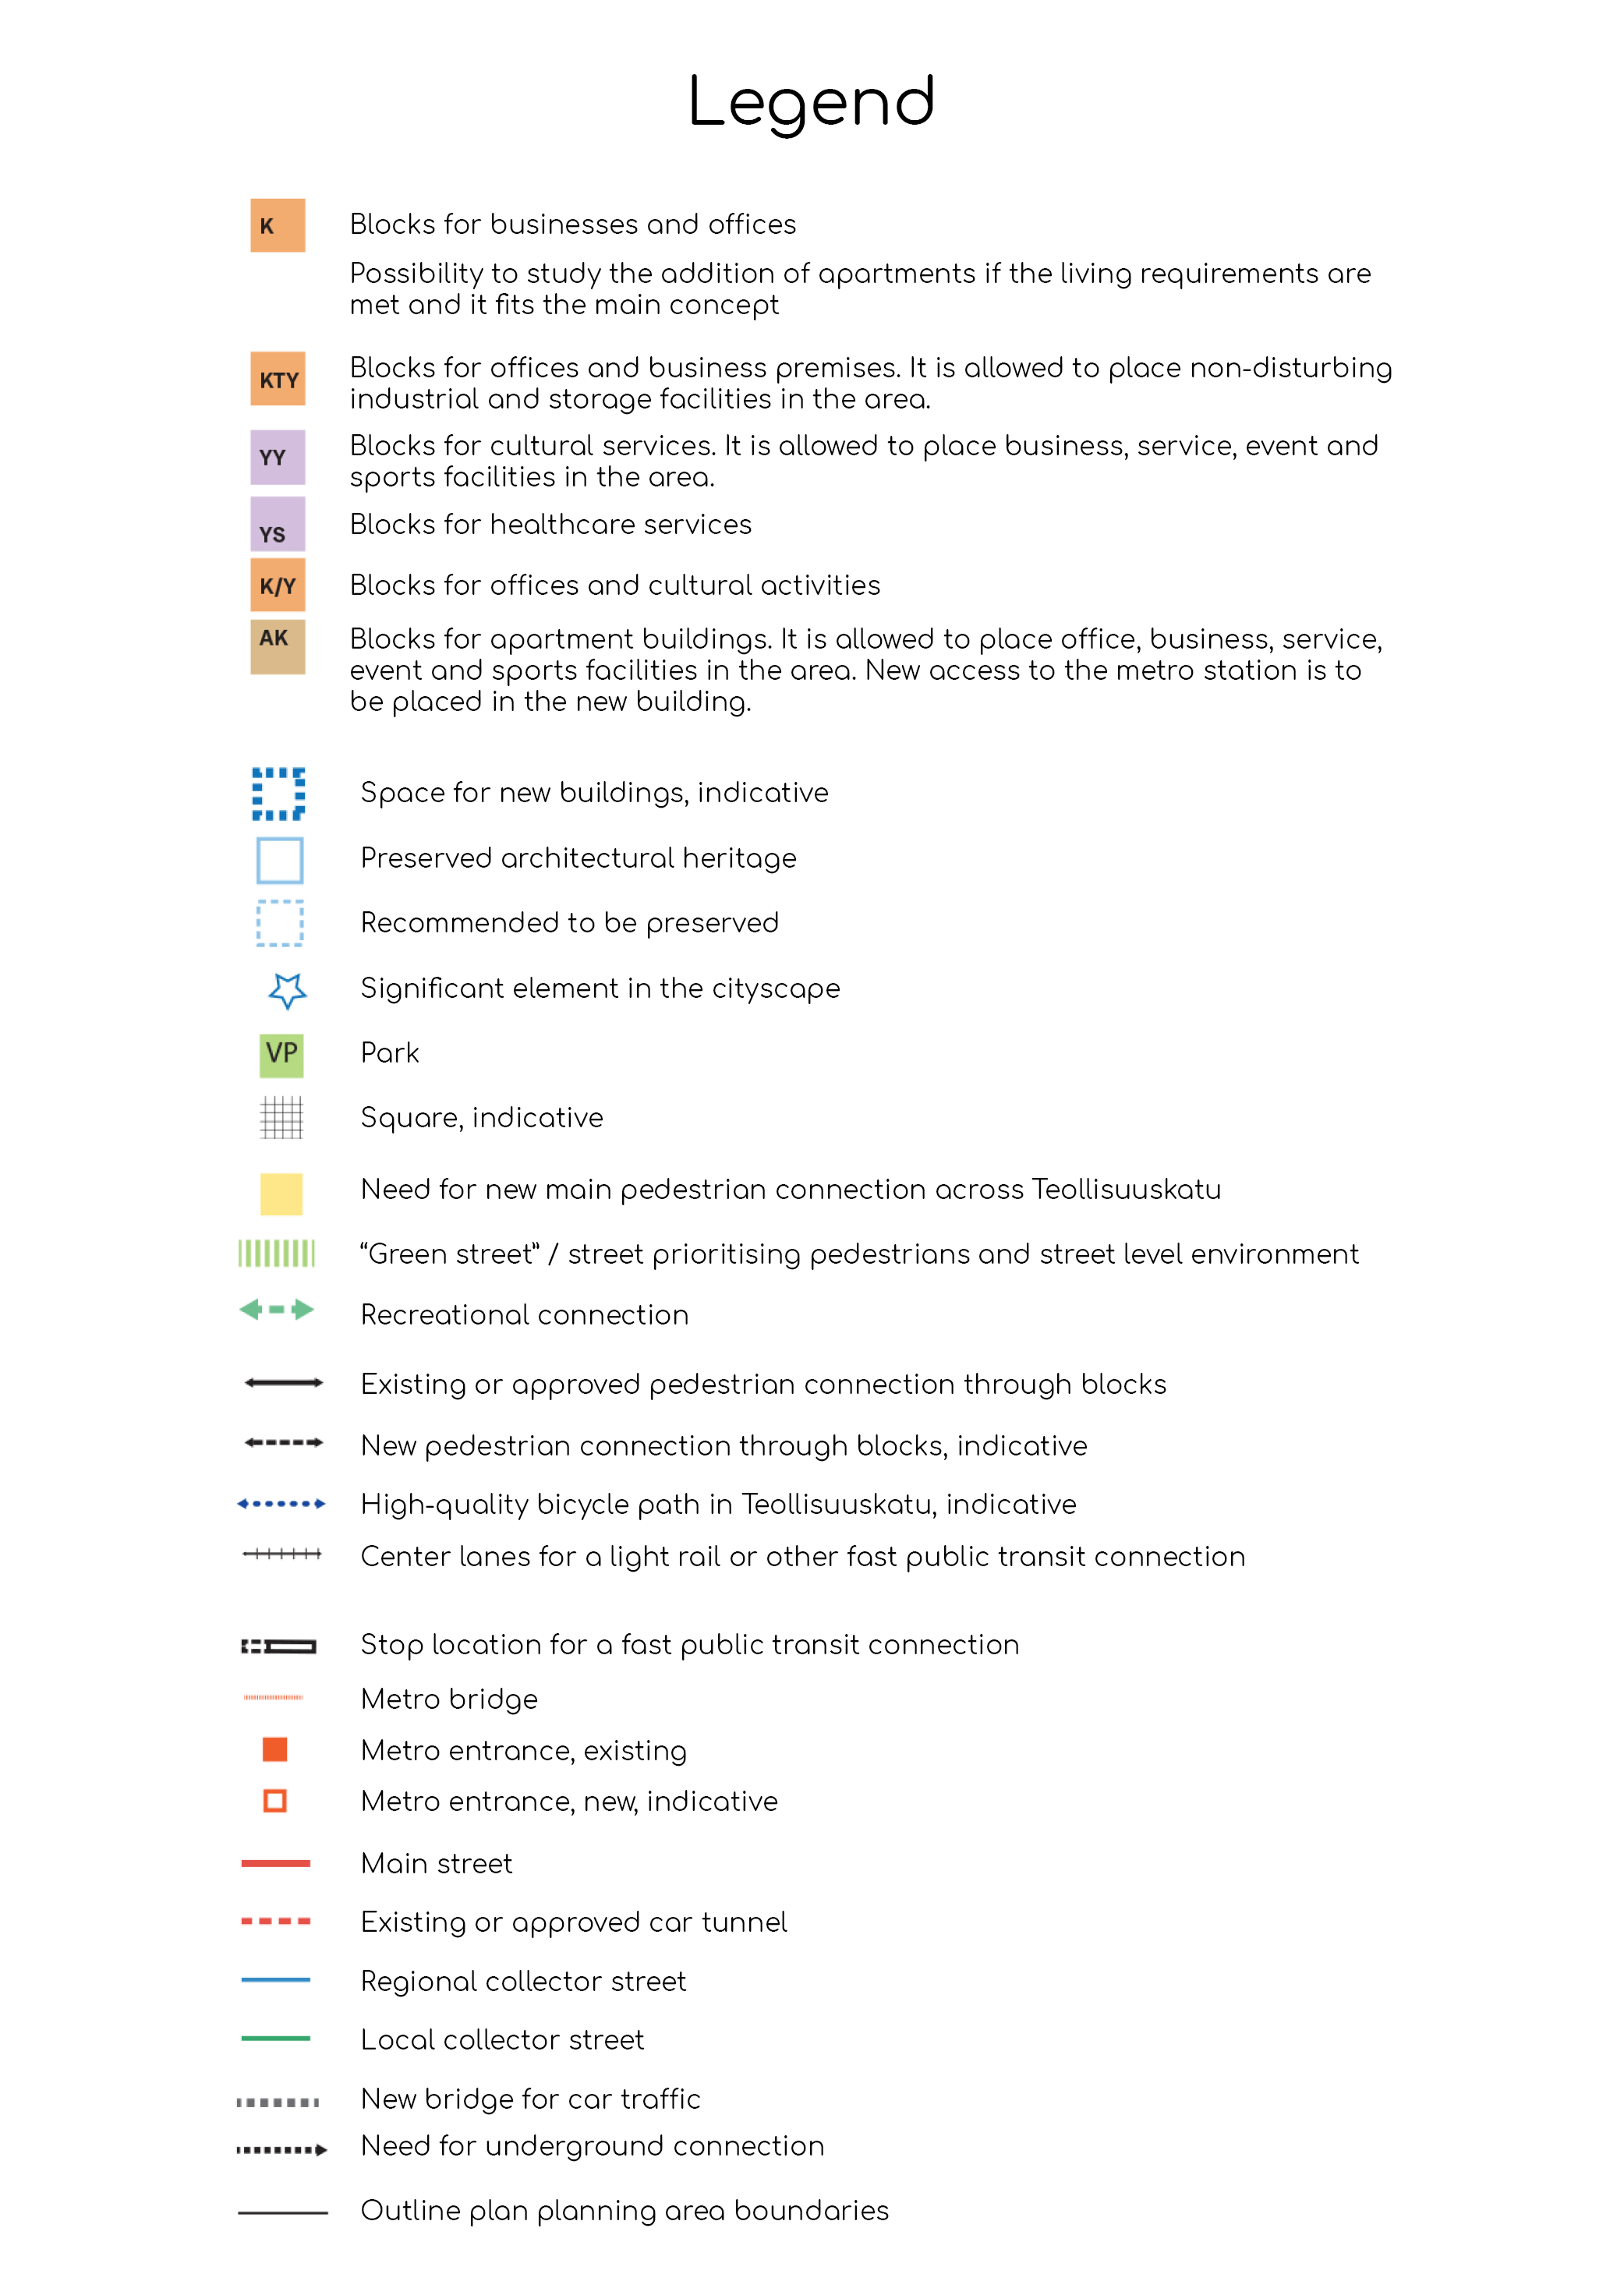 Legend
K Blocks for businesses and offices
Possibility to study the addition of apartments if the living requirements are
met and it fits the main concept
KTY Blocks for offices and business premises. It is allowed to place non-disturbing
industrial and storage facilities in the area.
YY Blocks for cultural services. It is allowed to place business, service, event and
sports facilities in the area.
YS Blocks for healthcare services
K/Y Blocks for offices and cultural activities
AK Blocks for apartment buildings. It is allowed to place office, business, service,
event and sports facilities in the area. New access to the metro station is to
be placed in the new building.
Space for new buildings, indicative
Preserved architectural heritage
Recommended to be preserved
Significant element in the cityscape
VP Park
Square, indicative
Need for new main pedestrian connection across Teollisuuskatu
“Green street” / street prioritising pedestrians and street level environment
Recreational connection
Existing or approved pedestrian connection through blocks
New pedestrian connection through blocks, indicative
High-quality bicycle path in Teollisuuskatu, indicative
Center lanes for a light rail or other fast public transit connection
Stop location for a fast public transit connection
Metro bridge
Metro entrance, existing
Metro entrance, new, indicative
Main street
Existing or approved car tunnel
Regional collector street
Local collector street
New bridge for car traffic
Need for underground connection
Outline plan planning area boundaries